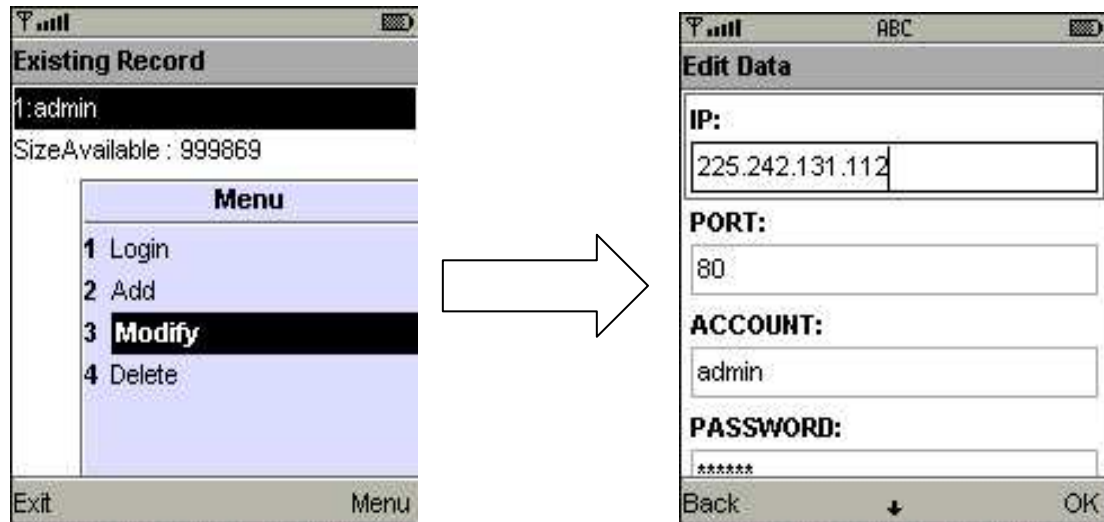 Existing Record
1:admin
SizeAvailable : 999869
Menu
1 Login
2 Add
3 Modify
4 Delete
Exit
Menu
ABC
Edit Data
IP:
225.242.131.112
PORT:
80
ACCOUNT:
admin
PASSWORD:
******
Back
OK